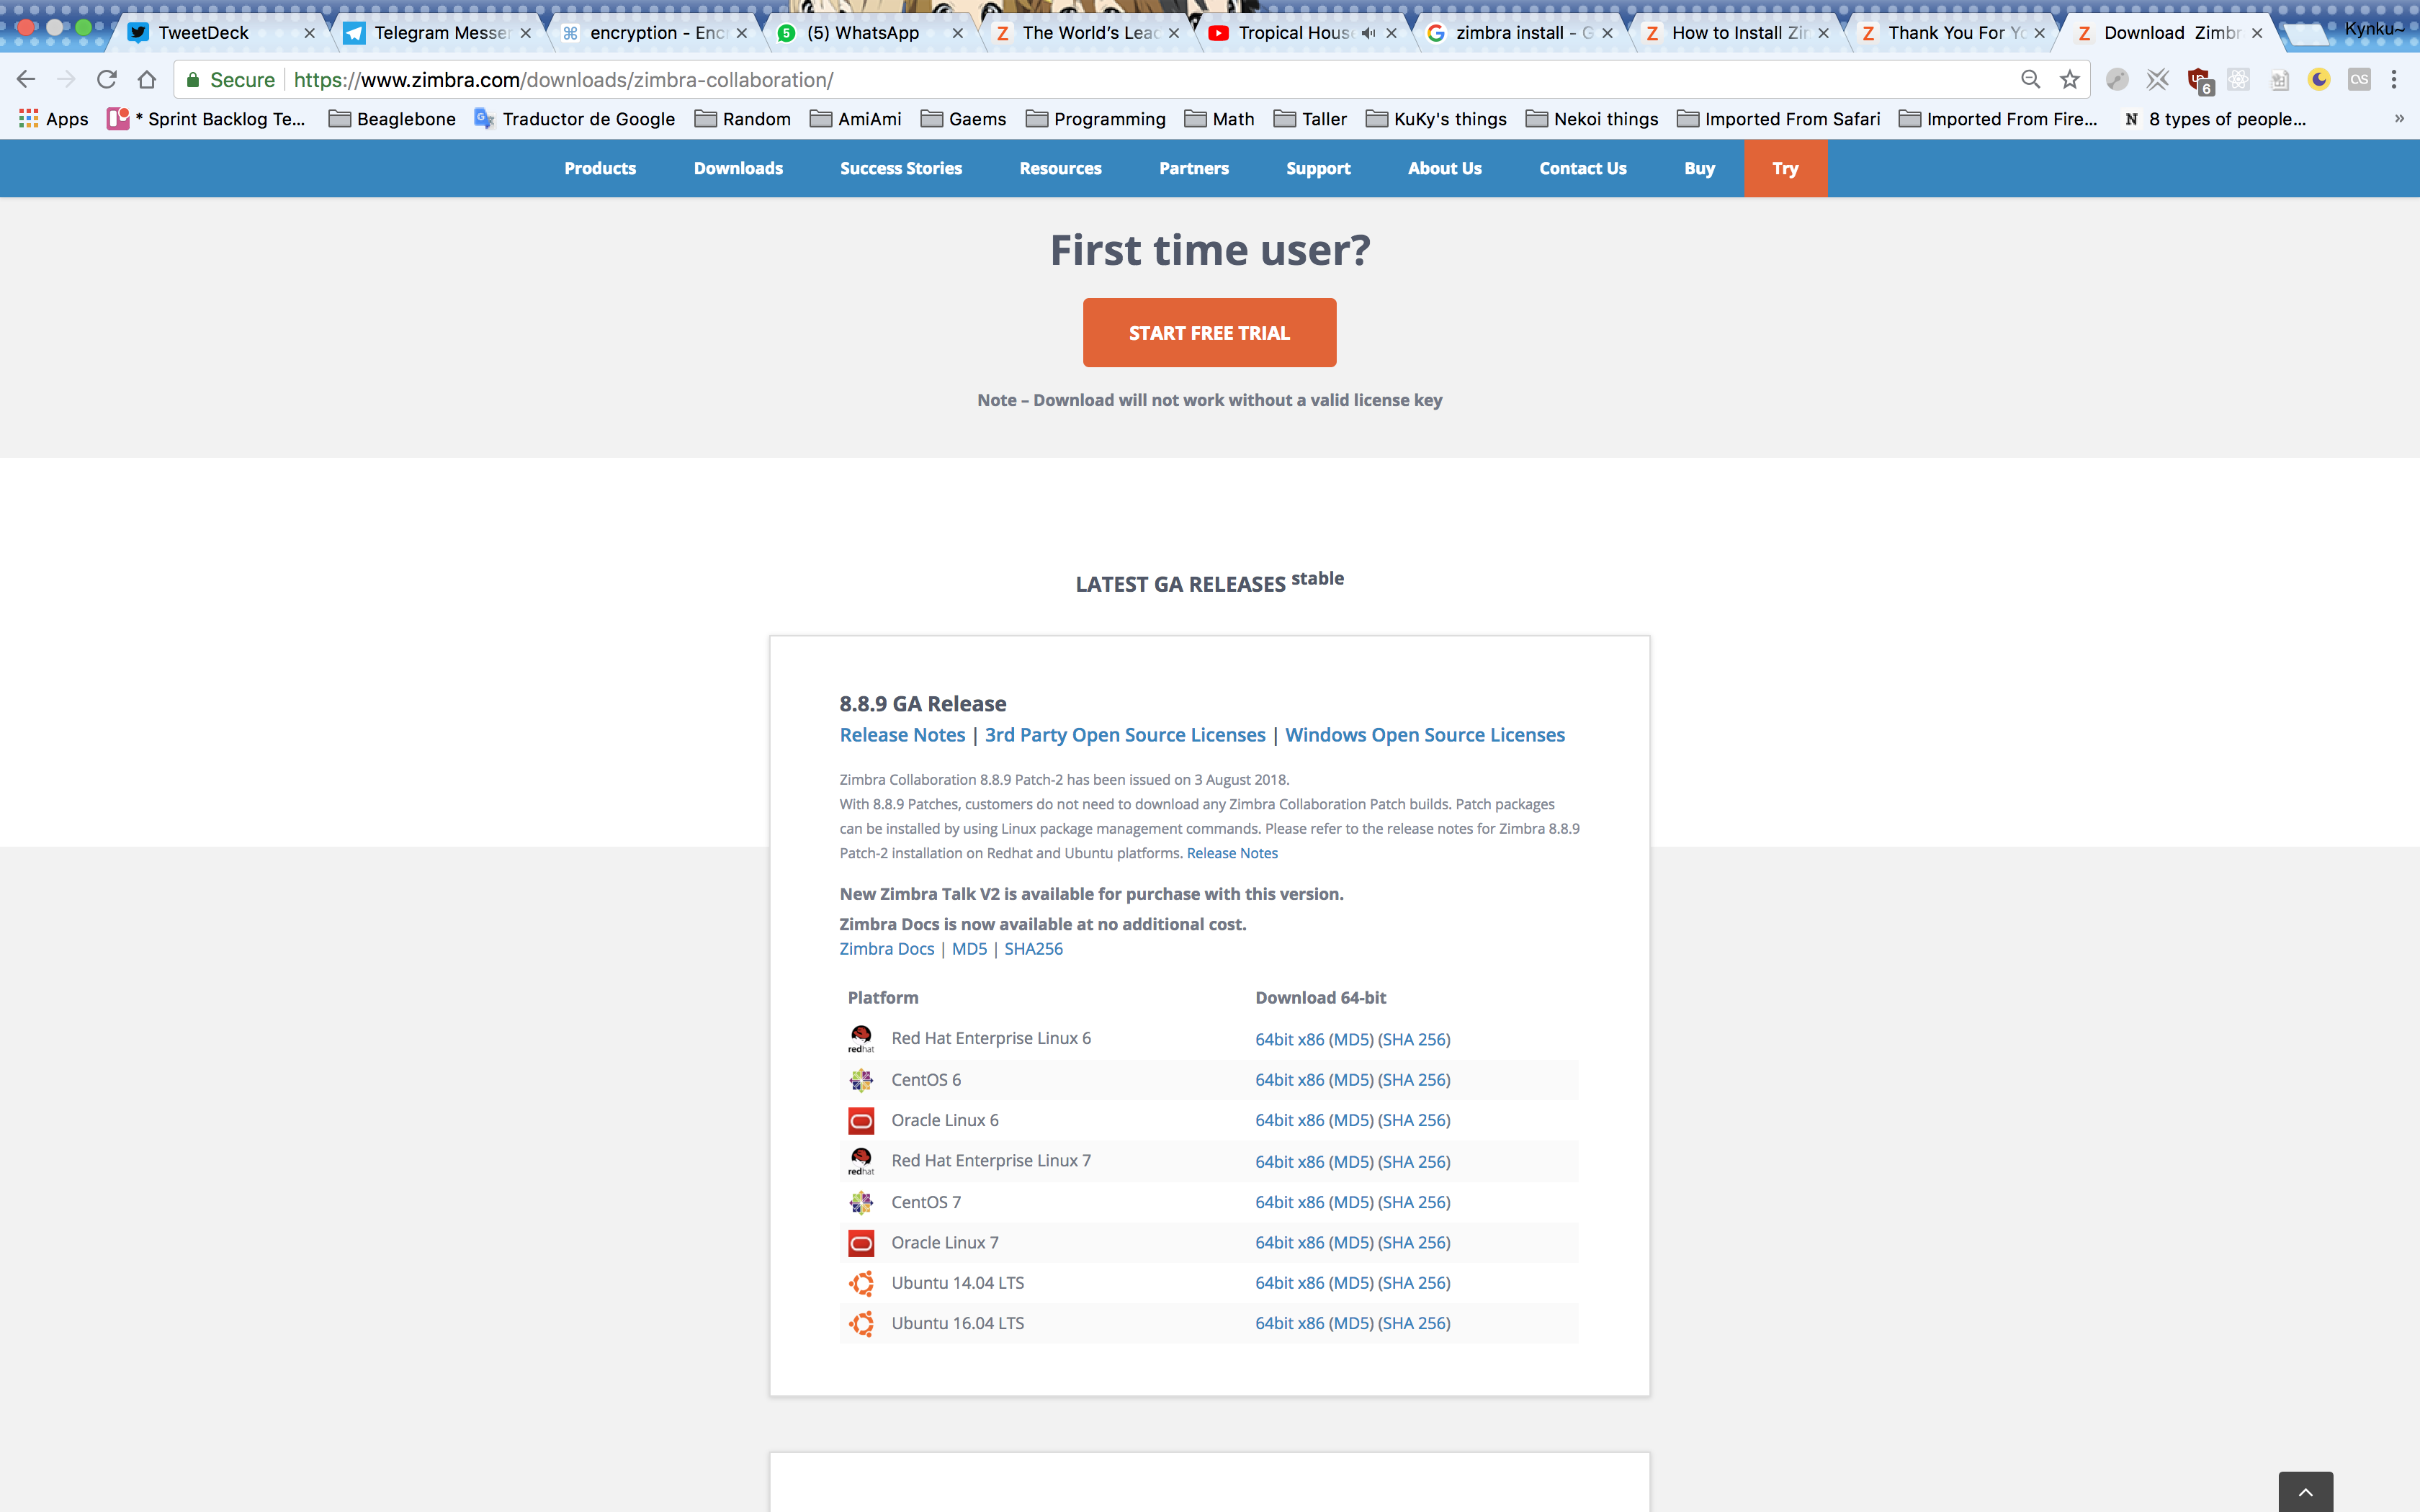 TweetDeck
Telegram Messer
encryption - Enc
5 (5) WhatsApp
Z The World's Leac
Tropical Hous
zimbra install - G
Z How to Install Zir
Z Thank You For Yo
Z Download Zimbr
Kynku~
Secure https://www.zimbra.com/downloads/zimbra-collaboration/
6
Apps
* Sprint Backlog Te...
Beaglebone
Traductor de Google
Random
AmiAmi
Gaems
Programming
Math
Taller
KuKy's things
Nekoi things
Imported From Safari
Imported From Fire...
N 8 types of people...
»
Products Downloads Success Stories Resources Partners Support About Us Contact Us Buy Try
First time user?
START FREE TRIAL
Note – Download will not work without a valid license key
LATEST GA RELEASES stable
8.8.9 GA Release
Release Notes | 3rd Party Open Source Licenses | Windows Open Source Licenses
Zimbra Collaboration 8.8.9 Patch-2 has been issued on 3 August 2018.
With 8.8.9 Patches, customers do not need to download any Zimbra Collaboration Patch builds. Patch packages
can be installed by using Linux package management commands. Please refer to the release notes for Zimbra 8.8.9
Patch-2 installation on Redhat and Ubuntu platforms. Release Notes
New Zimbra Talk V2 is available for purchase with this version.
Zimbra Docs is now available at no additional cost.
Zimbra Docs | MD5 | SHA256
Platform Download 64-bit
redhat Red Hat Enterprise Linux 6 64bit x86 (MD5) (SHA 256)
CentOS 6 64bit x86 (MD5) (SHA 256)
Oracle Linux 6 64bit x86 (MD5) (SHA 256)
redhat Red Hat Enterprise Linux 7 64bit x86 (MD5) (SHA 256)
CentOS 7 64bit x86 (MD5) (SHA 256)
Oracle Linux 7 64bit x86 (MD5) (SHA 256)
Ubuntu 14.04 LTS 64bit x86 (MD5) (SHA 256)
Ubuntu 16.04 LTS 64bit x86 (MD5) (SHA 256)